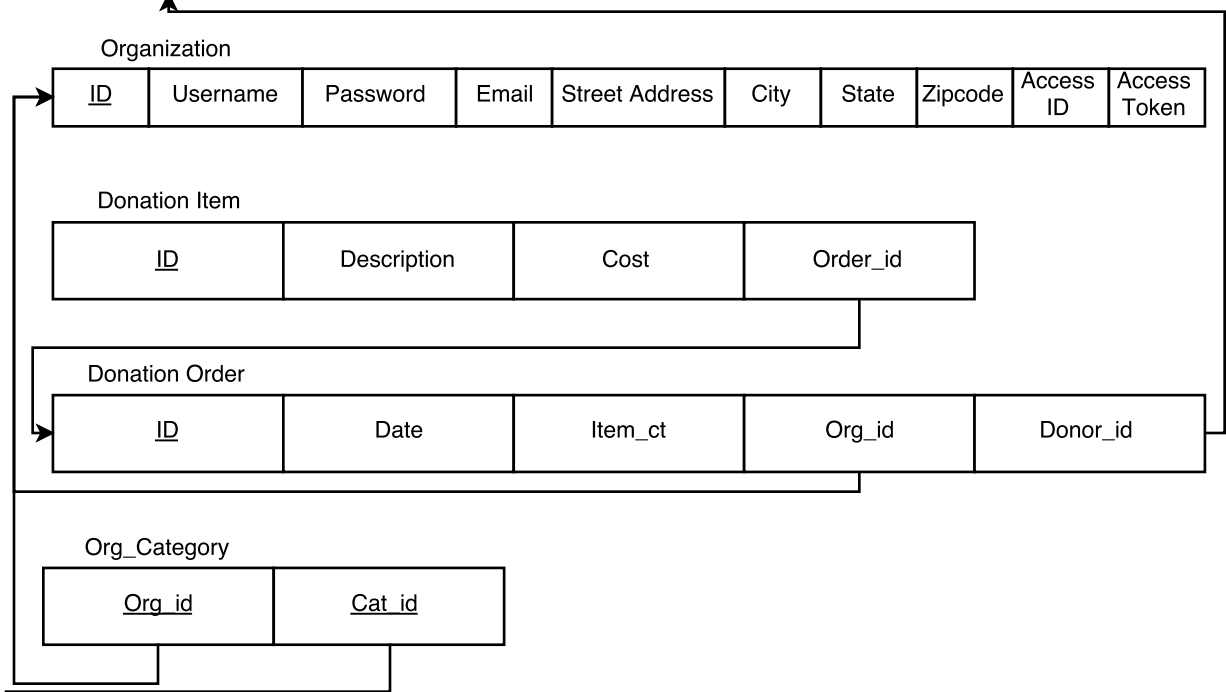 Organization
ID Username Password Email Street Address City State Zipcode Access ID Access Token
Donation Item
ID Description Cost Order_id
Donation Order
ID Date Item_ct Org_id Donor_id
Org_Category
Org_id Cat_id